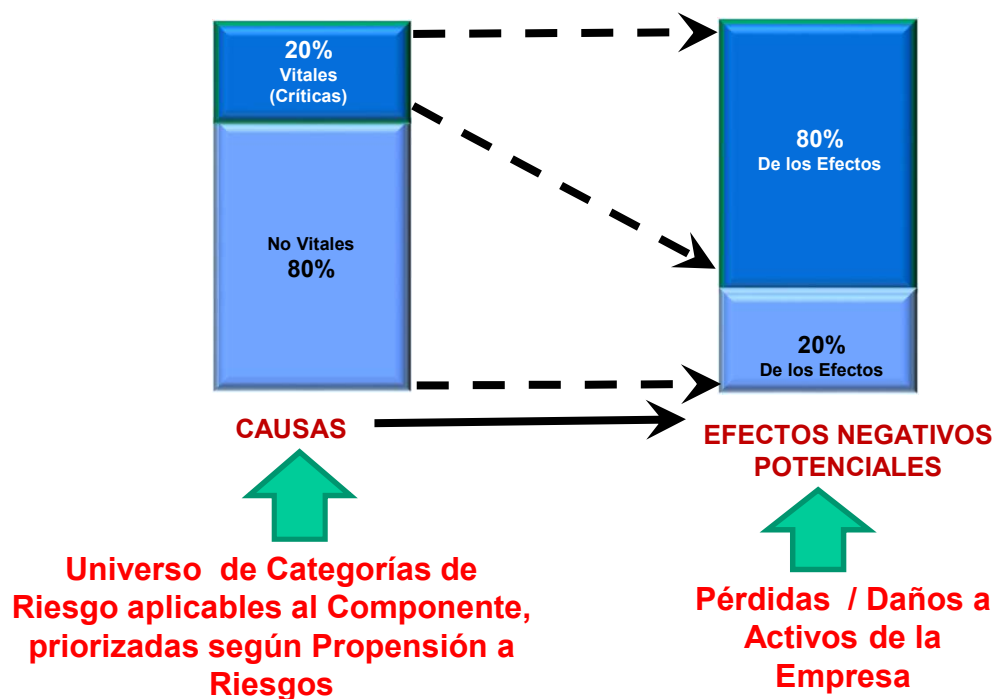 20%
Vitales
(Críticas)
No Vitales
80%
80%
De los Efectos
20%
De los Efectos
CAUSAS
EFECTOS NEGATIVOS
POTENCIALES
Universo de Categorías de
Riesgo aplicables al Componente,
priorizadas según Propensión a
Riesgos
Pérdidas / Daños a
Activos de la
Empresa